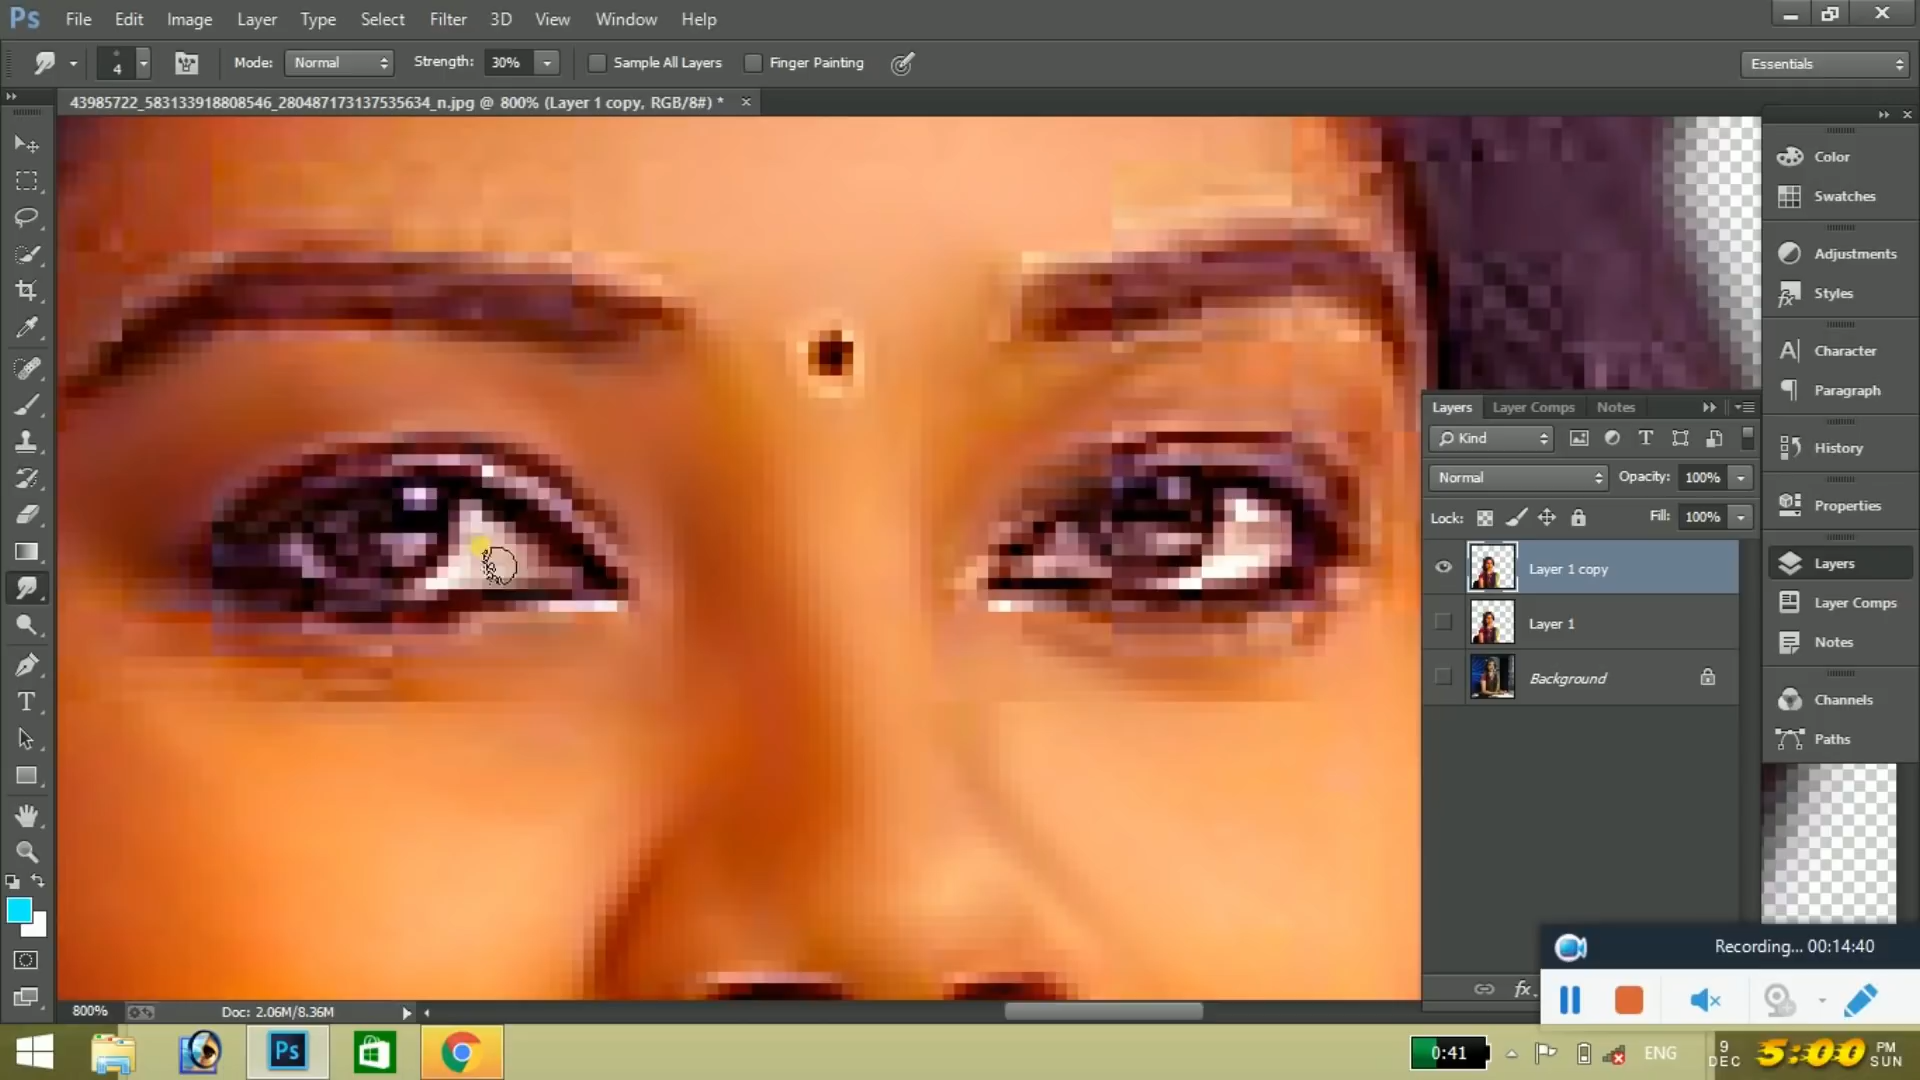 Ps File Edit Image Layer Type Select Filter 3D View Window Help
4 Mode: Normal Strength: 30% Sample All Layers Finger Painting Essentials
43985722_583133918808546_280487173137535634_n.jpg @ 800% (Layer 1 copy, RGB/8#) *
Color
Swatches
Adjustments
Styles
Character
Paragraph
History
Properties
Layers
Layer Comps
Notes
Channels
Paths
Layers Layer Comps Notes
Kind
Normal Opacity: 100%
Lock: Fill: 100%
Layer 1 copy
Layer 1
Background
fx
Recording... 00:14:40
800% Doc: 2.06M/8.36M
Ps 0:41 ENG 9 DEC 5:00 PM SUN